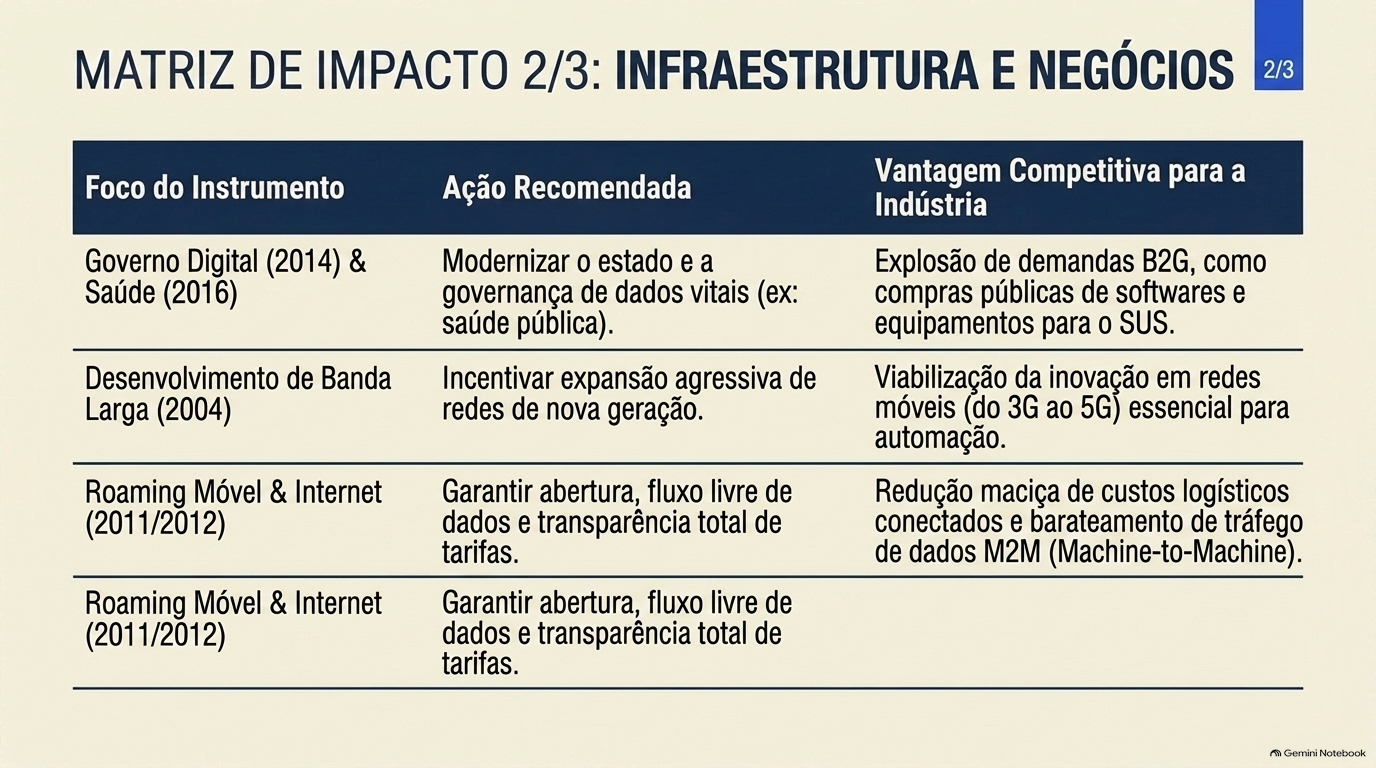 MATRIZ DE IMPACTO 2/3: INFRAESTRUTURA E NEGÓCIOS
2/3
Foco do Instrumento
Ação Recomendada
Vantagem Competitiva para a
Indústria
Governo Digital (2014) &
Saúde (2016)
Modernizar o estado e a
governança de dados vitais (ex:
saúde pública).
Explosão de demandas B2G, como
compras públicas de softwares e
equipamentos para o SUS.
Desenvolvimento de Banda
Larga (2004)
Incentivar expansão agressiva de
redes de nova geração.
Viabilização da inovação em redes
móveis (do 3G ao 5G) essencial para
automação.
Roaming Móvel & Internet
(2011/2012)
Garantir abertura, fluxo livre de
dados e transparência total de
tarifas.
Redução maciça de custos logísticos
conectados e barateamento de tráfego
de dados M2M (Machine-to-Machine).
Roaming Móvel & Internet
(2011/2012)
Garantir abertura, fluxo livre de
dados e transparência total de
tarifas.
Gemini Notebook